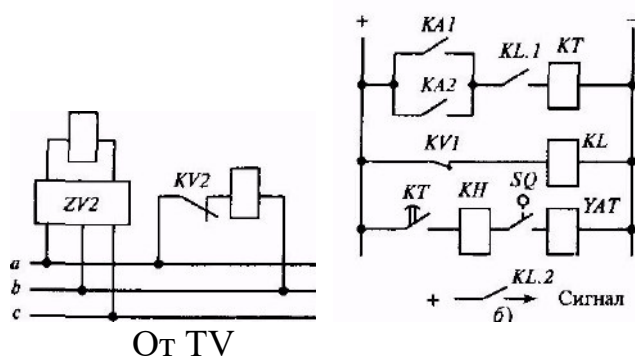 + −
KA1
KL.1 KT
KA2
KV1 KL
KT KH SQ YAT
+ KL.2 Сигнал
б)
ZV2
KV2
a
b
c
От TV